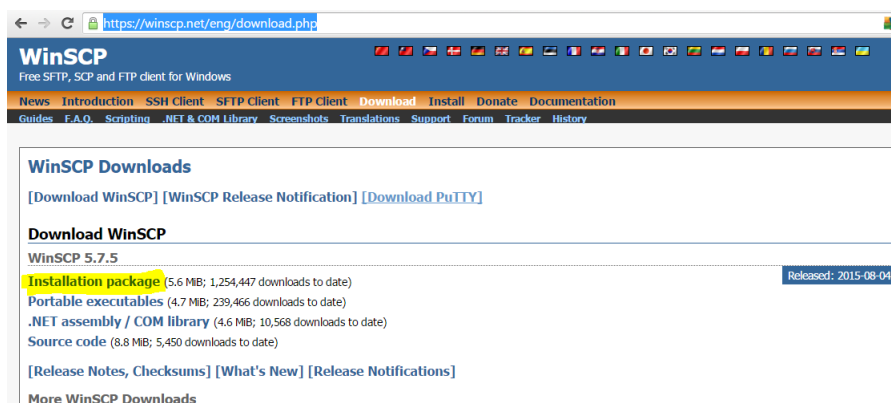 https://winscp.net/eng/download.php
WinSCP
Free SFTP, SCP and FTP client for Windows
News Introduction SSH Client SFTP Client FTP Client Download Install Donate Documentation
Guides F.A.Q. Scripting .NET & COM Library Screenshots Translations Support Forum Tracker History
WinSCP Downloads
[Download WinSCP] [WinSCP Release Notification] [Download PuTTY]
Download WinSCP
WinSCP 5.7.5
Installation package (5.6 MiB; 1,254,447 downloads to date)
Released: 2015-08-04
Portable executables (4.7 MiB; 239,466 downloads to date)
.NET assembly / COM library (4.6 MiB; 10,568 downloads to date)
Source code (8.8 MiB; 5,450 downloads to date)
[Release Notes, Checksums] [What's New] [Release Notifications]
More WinSCP Downloads